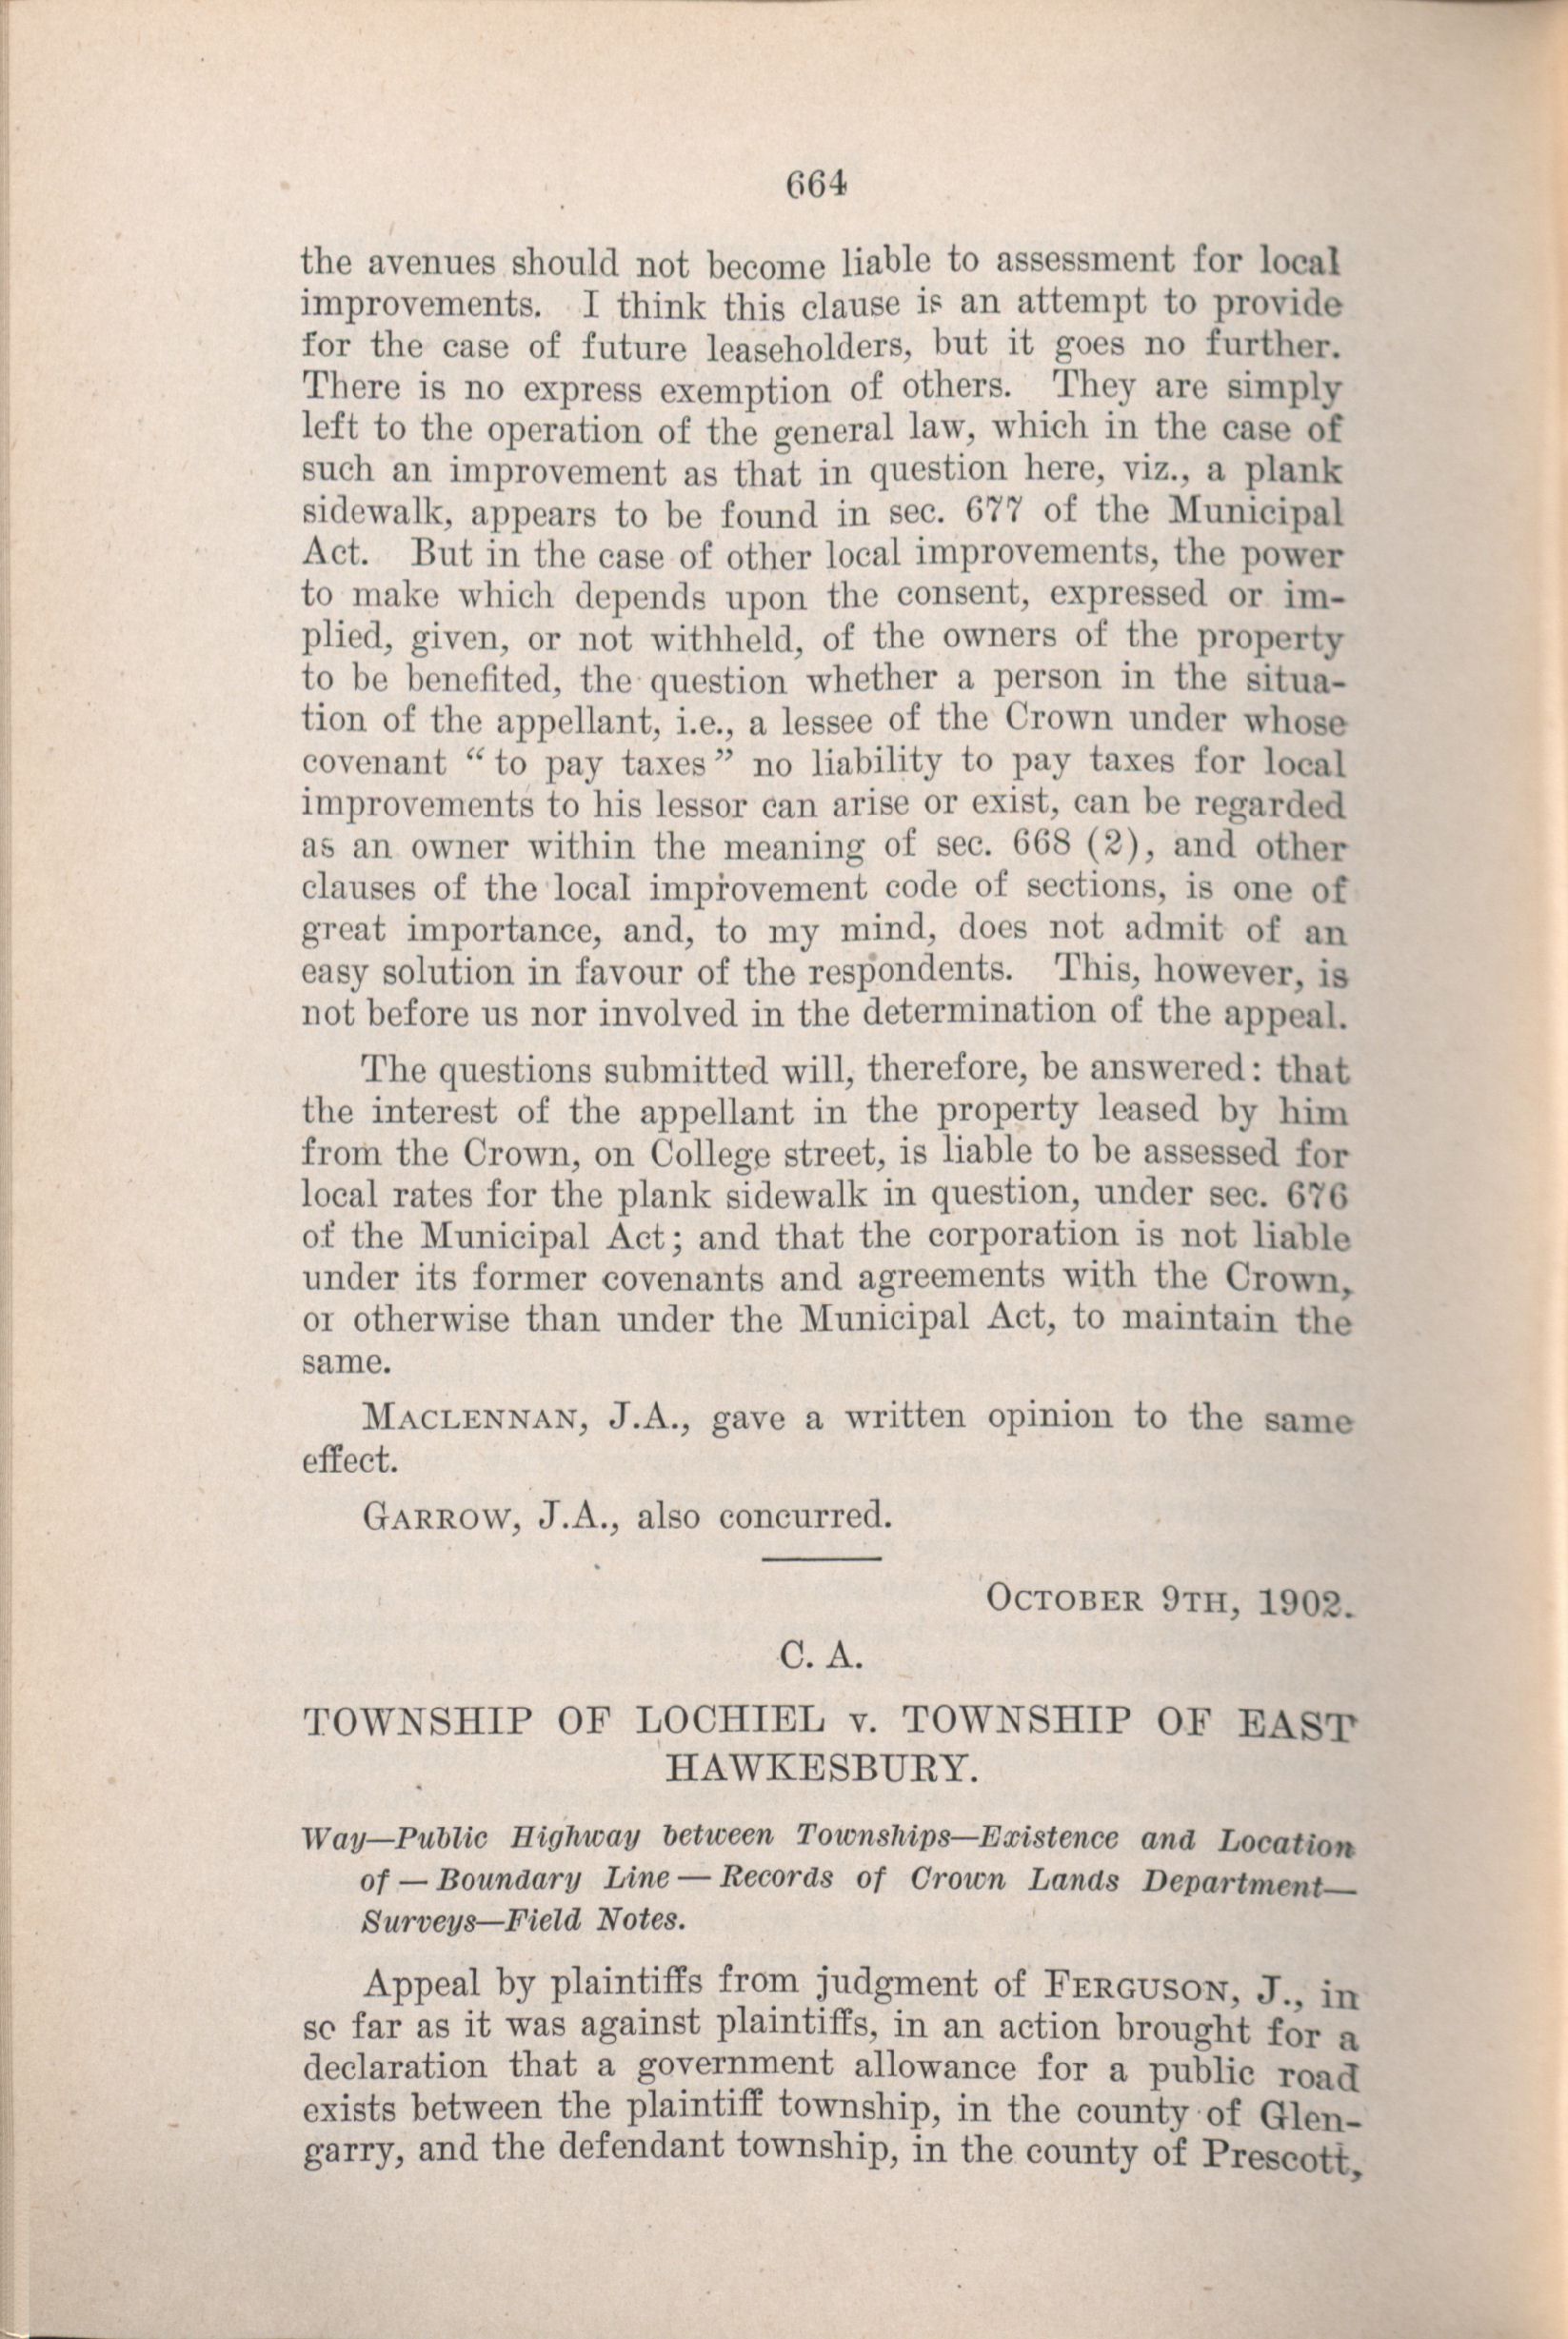 664
the avenues should not become liable to assessment for local
improvements. I think this clause is an attempt to provide
for the case of future leaseholders, but it goes no further.
There is no express exemption of others. They are simply
left to the operation of the general law, which in the case of
such an improvement as that in question here, viz., a plank
sidewalk, appears to be found in sec. 677 of the Municipal
Act. But in the case of other local improvements, the power
to make which depends upon the consent, expressed or im-
plied, given, or not withheld, of the owners of the property
to be benefited, the question whether a person in the situa-
tion of the appellant, i.e., a lessee of the Crown under whose
covenant “to pay taxes” no liability to pay taxes for local
improvements to his lessor can arise or exist, can be regarded
as an owner within the meaning of sec. 668 (2), and other
clauses of the local improvement code of sections, is one of
great importance, and, to my mind, does not admit of an
easy solution in favour of the respondents. This, however, is
not before us nor involved in the determination of the appeal.
The questions submitted will, therefore, be answered: that
the interest of the appellant in the property leased by him
from the Crown, on College street, is liable to be assessed for
local rates for the plank sidewalk in question, under sec. 676
of the Municipal Act; and that the corporation is not liable
under its former covenants and agreements with the Crown,
or otherwise than under the Municipal Act, to maintain the
same.
MACLENNAN, J.A., gave a written opinion to the same
effect.
GARROW, J.A., also concurred.
OCTOBER 9TH, 1902.
C. A.
TOWNSHIP OF LOCHIEL v. TOWNSHIP OF EAST
HAWKESBURY.
Way—Public Highway between Townships—Existence and Location
of — Boundary Line — Records of Crown Lands Department—
Surveys—Field Notes.
Appeal by plaintiffs from judgment of FERGUSON, J., in
so far as it was against plaintiffs, in an action brought for a
declaration that a government allowance for a public road
exists between the plaintiff township, in the county of Glen-
garry, and the defendant township, in the county of Prescott,